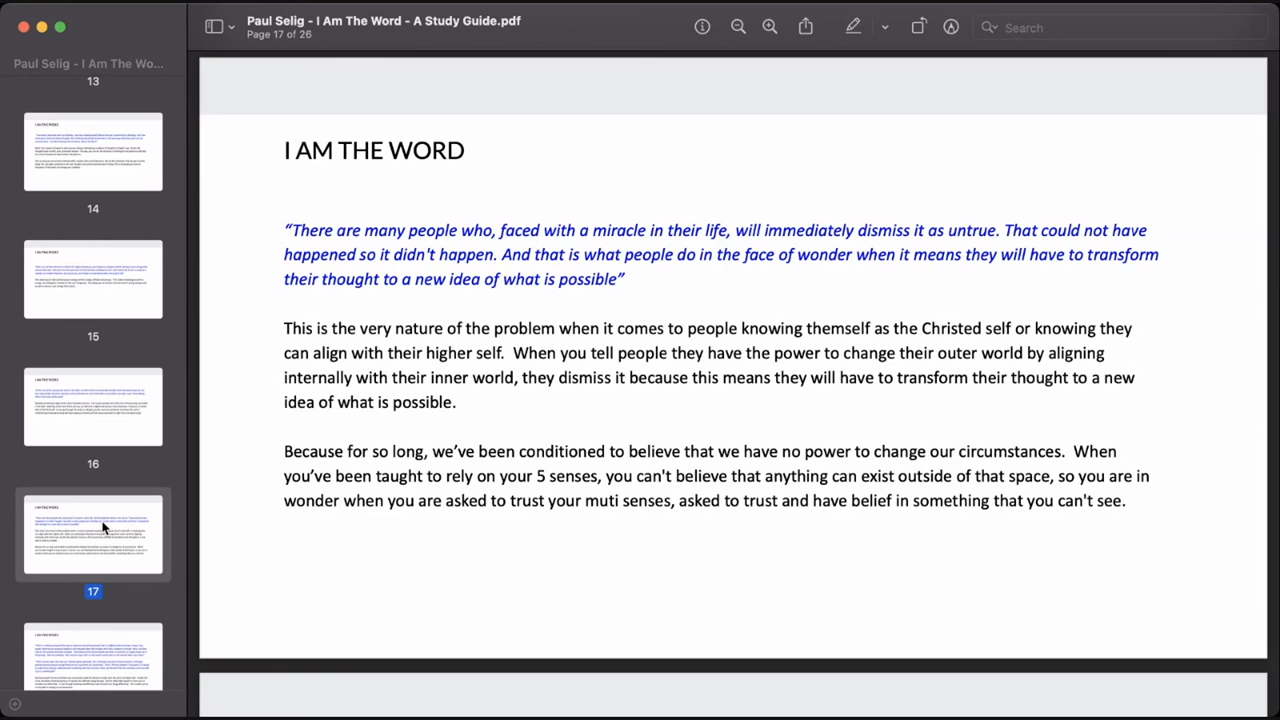 Paul Selig - I Am The Word - A Study Guide.pdf
Page 17 of 26
Search
Paul Selig - I Am The Wo...
13
14
15
16
17
I AM THE WORD
“There are many people who, faced with a miracle in their life, will immediately dismiss it as untrue. That could not have
happened so it didn't happen. And that is what people do in the face of wonder when it means they will have to transform
their thought to a new idea of what is possible”
This is the very nature of the problem when it comes to people knowing themself as the Christed self or knowing they
can align with their higher self.  When you tell people they have the power to change their outer world by aligning
internally with their inner world, they dismiss it because this means they will have to transform their thought to a new
idea of what is possible.
Because for so long, we’ve been conditioned to believe that we have no power to change our circumstances.  When
you’ve been taught to rely on your 5 senses, you can't believe that anything can exist outside of that space, so you are in
wonder when you are asked to trust your muti senses, asked to trust and have belief in something that you can't see.